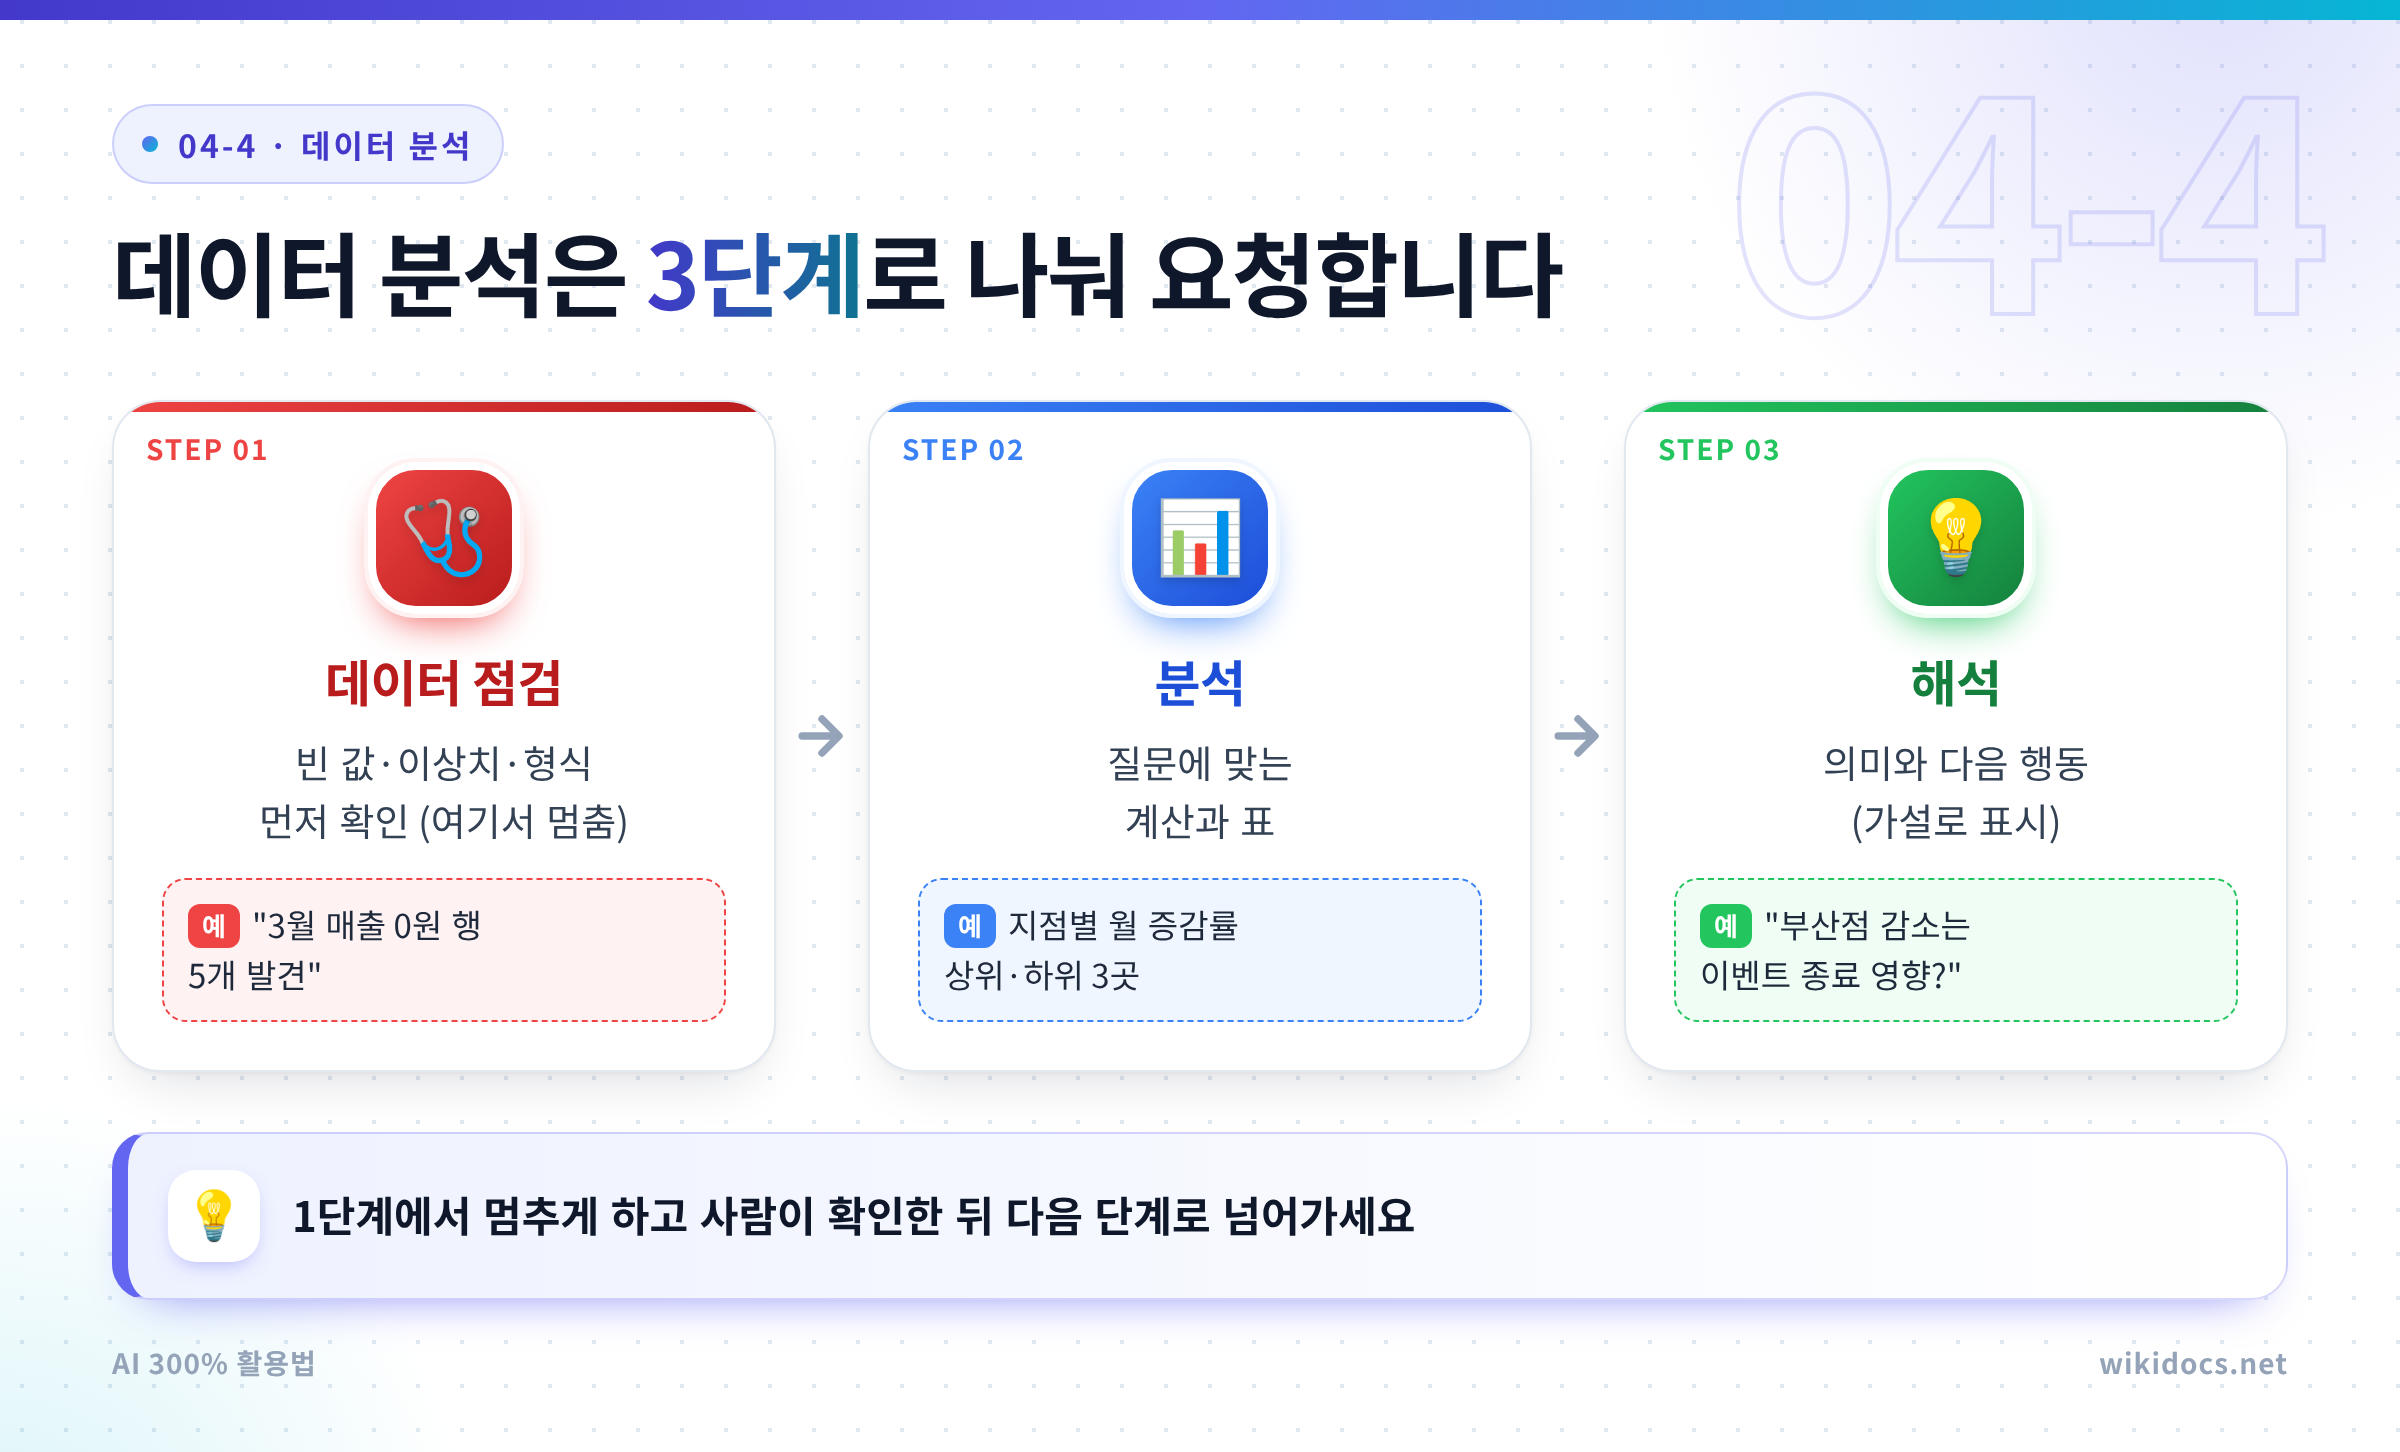 04-4 · 데이터 분석
04-4
데이터 분석은 3단계로 나눠 요청합니다
STEP 01
데이터 점검
빈 값·이상치·형식
먼저 확인 (여기서 멈춤)
예 "3월 매출 0원 행
5개 발견"
STEP 02
분석
질문에 맞는
계산과 표
예 지점별 월 증감률
상위·하위 3곳
STEP 03
해석
의미와 다음 행동
(가설로 표시)
예 "부산점 감소는
이벤트 종료 영향?"
1단계에서 멈추게 하고 사람이 확인한 뒤 다음 단계로 넘어가세요
AI 300% 활용법
wikidocs.net